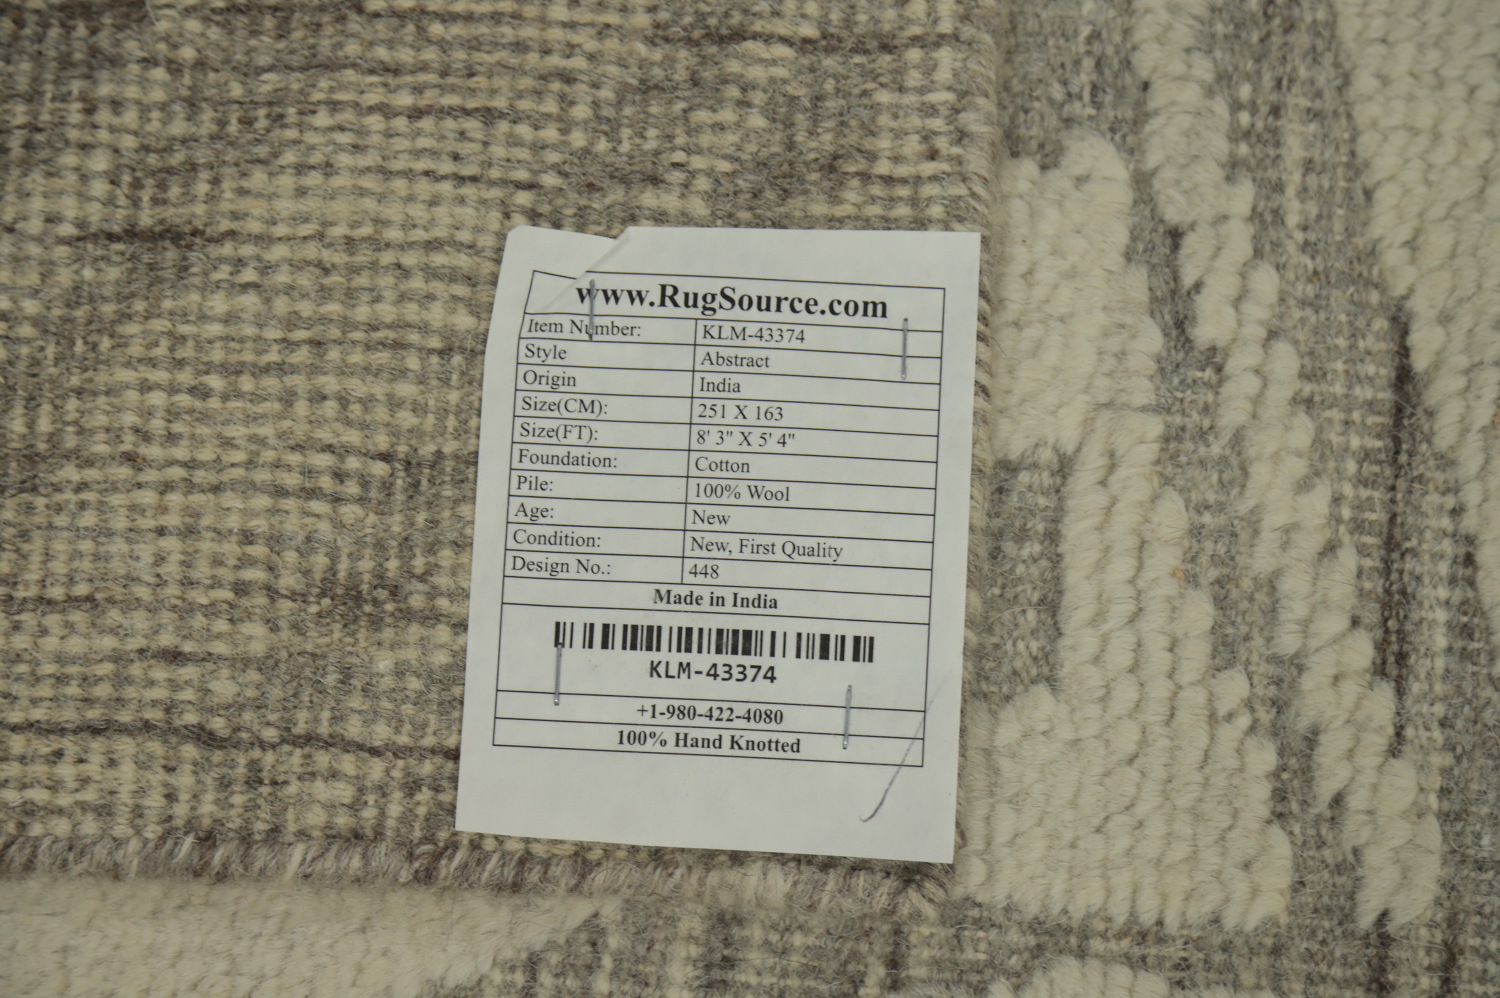 www.RugSource.com
Item Number: KLM-43374
Style Abstract
Origin India
Size(CM): 251 X 163
Size(FT): 8' 3" X 5' 4"
Foundation: Cotton
Pile: 100% Wool
Age: New
Condition: New, First Quality
Design No.: 448
Made in India
KLM-43374
+1-980-422-4080
100% Hand Knotted